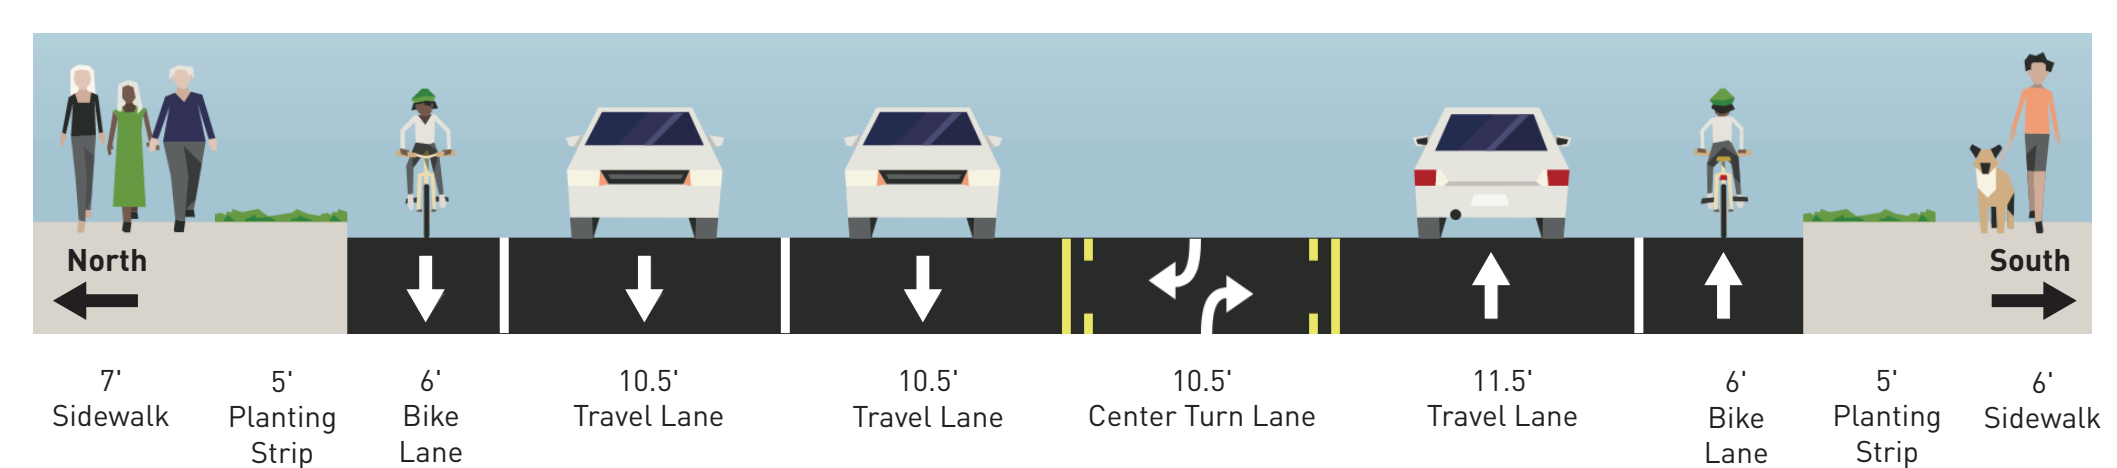 North
South
7'
Sidewalk
5'
Planting
Strip
6'
Bike
Lane
10.5'
Travel Lane
10.5'
Travel Lane
10.5'
Center Turn Lane
11.5'
Travel Lane
6'
Bike
Lane
5'
Planting
Strip
6'
Sidewalk